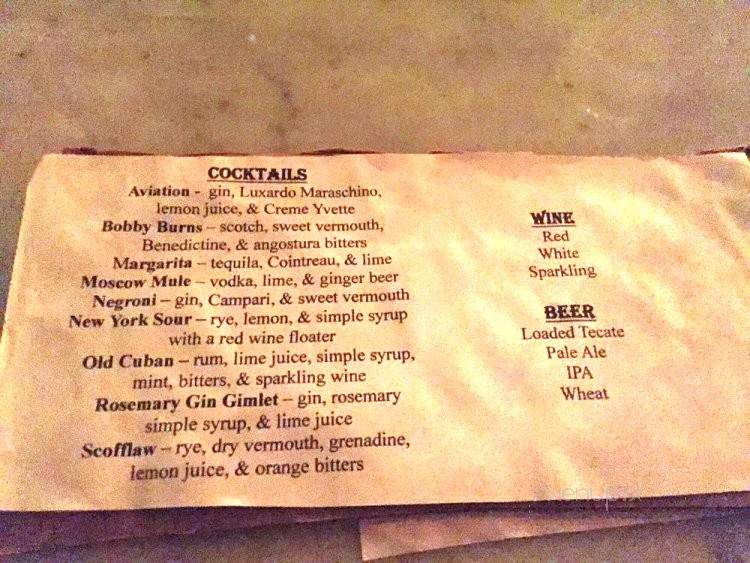 COCKTAILS
Aviation - gin, Luxardo Maraschino,
lemon juice, & Creme Yvette
Bobby Burns – scotch, sweet vermouth,
Benedictine, & angostura bitters
Margarita – tequila, Cointreau, & lime
Moscow Mule – vodka, lime, & ginger beer
Negroni – gin, Campari, & sweet vermouth
New York Sour – rye, lemon, & simple syrup
with a red wine floater
Old Cuban – rum, lime juice, simple syrup,
mint, bitters, & sparkling wine
Rosemary Gin Gimlet – gin, rosemary
simple syrup, & lime juice
Scofflaw – rye, dry vermouth, grenadine,
lemon juice, & orange bitters
WINE
Red
White
Sparkling
BEER
Loaded Tecate
Pale Ale
IPA
Wheat